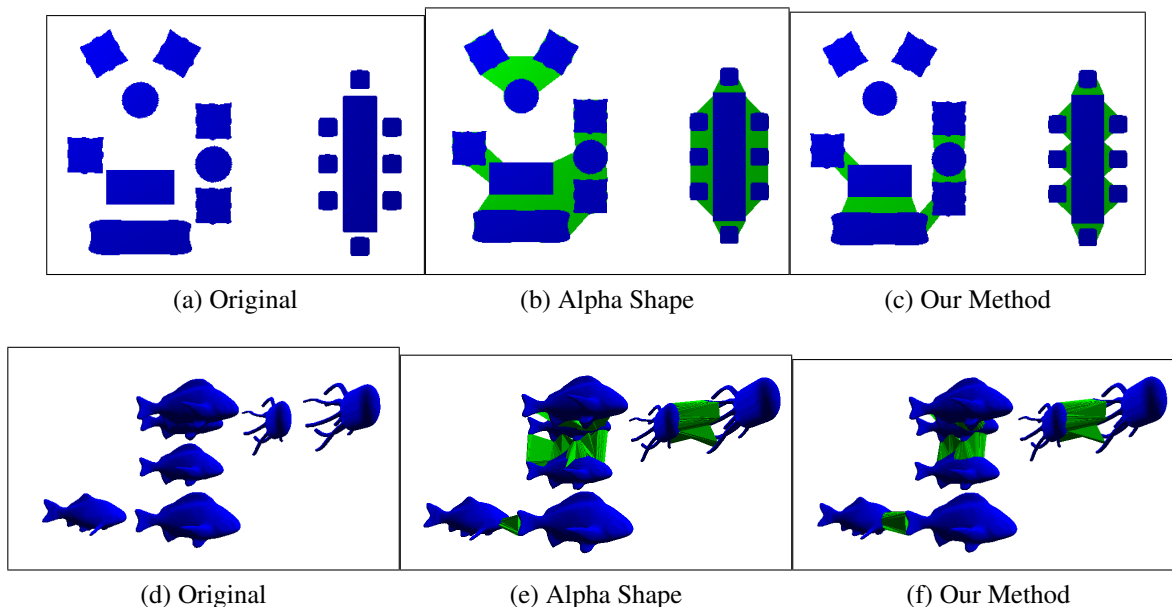 (a) Original
(b) Alpha Shape
(c) Our Method
(d) Original
(e) Alpha Shape
(f) Our Method